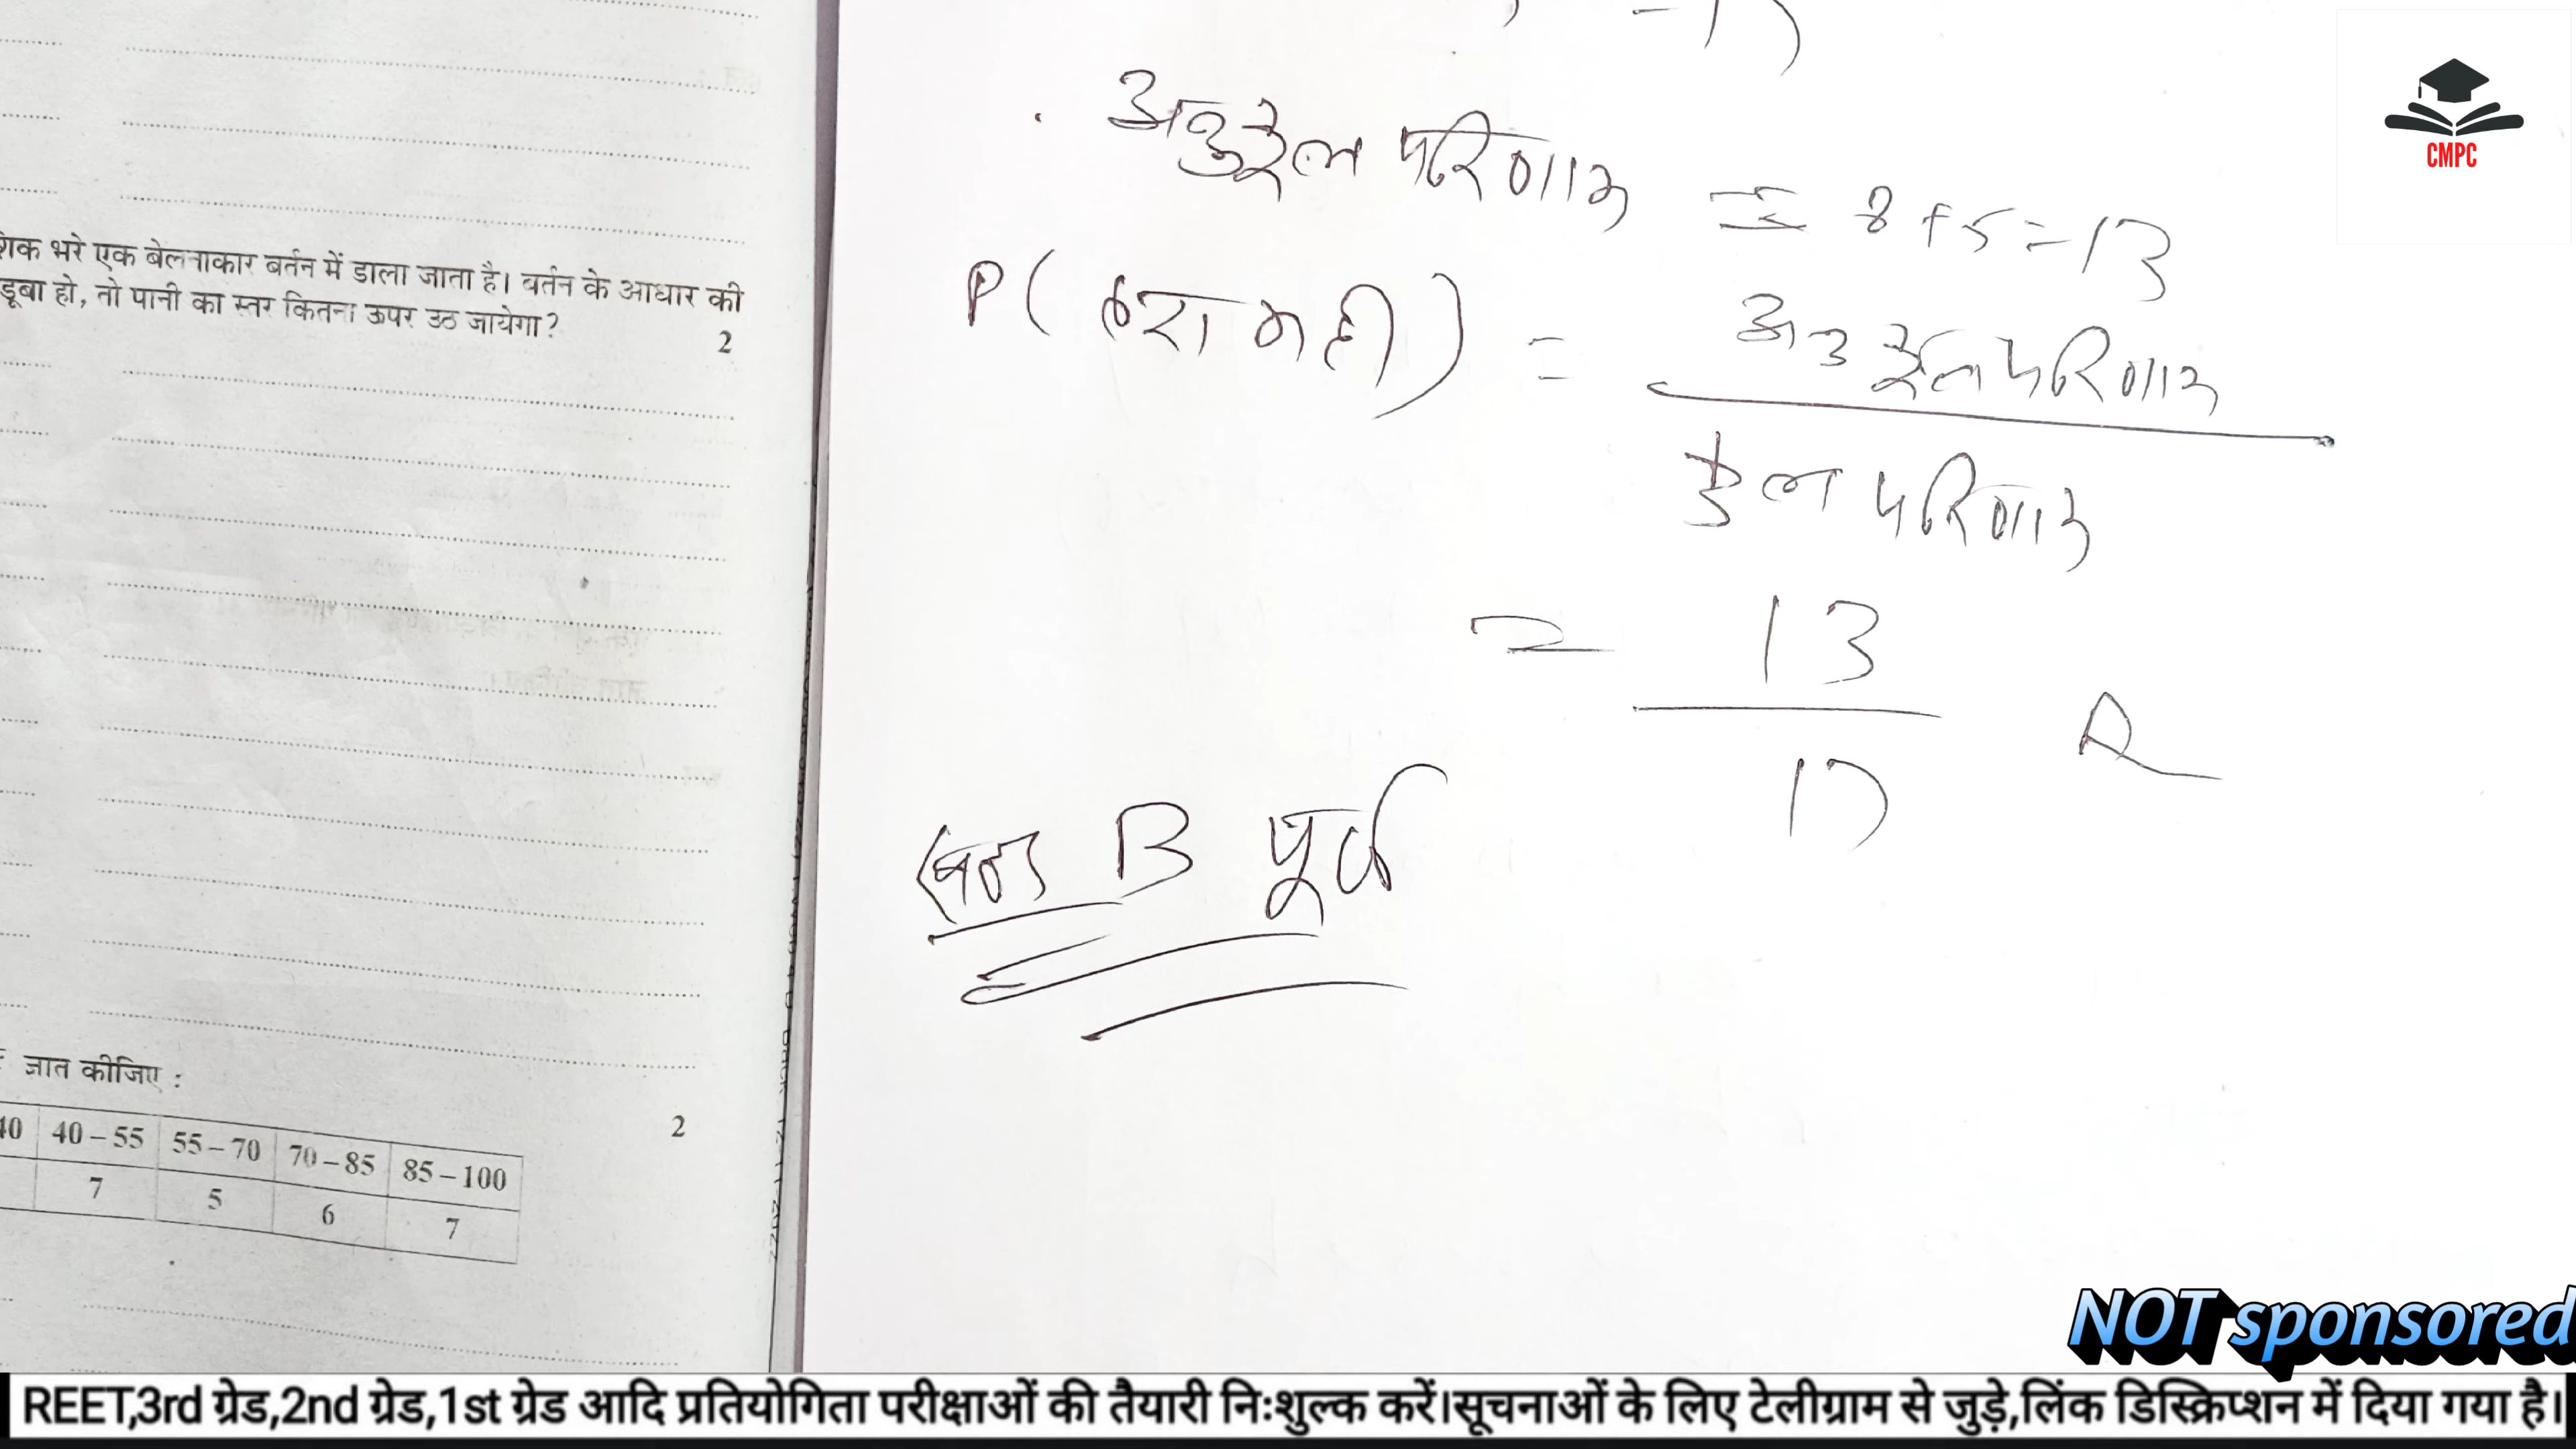 शिक भरे एक बेलनाकार बर्तन में डाला जाता है। बर्तन के आधार की
डूबा हो, तो पानी का स्तर कितना ऊपर उठ जायेगा?
2
ज्ञात कीजिए :
2
40 40 – 55 55 – 70 70 – 85 85 – 100
7 5 6 7
अनुकूल परिणाम = 8 + 5 = 13
P( हरा नही ) = अनुकूल परिणाम
कुल परिणाम
= 13
17
खण्ड B पूर्ण
CMPC
NOT sponsored
REET,3rd ग्रेड,2nd ग्रेड,1st ग्रेड आदि प्रतियोगिता परीक्षाओं की तैयारी निःशुल्क करें।सूचनाओं के लिए टेलीग्राम से जुड़े,लिंक डिस्क्रिप्शन में दिया गया है।